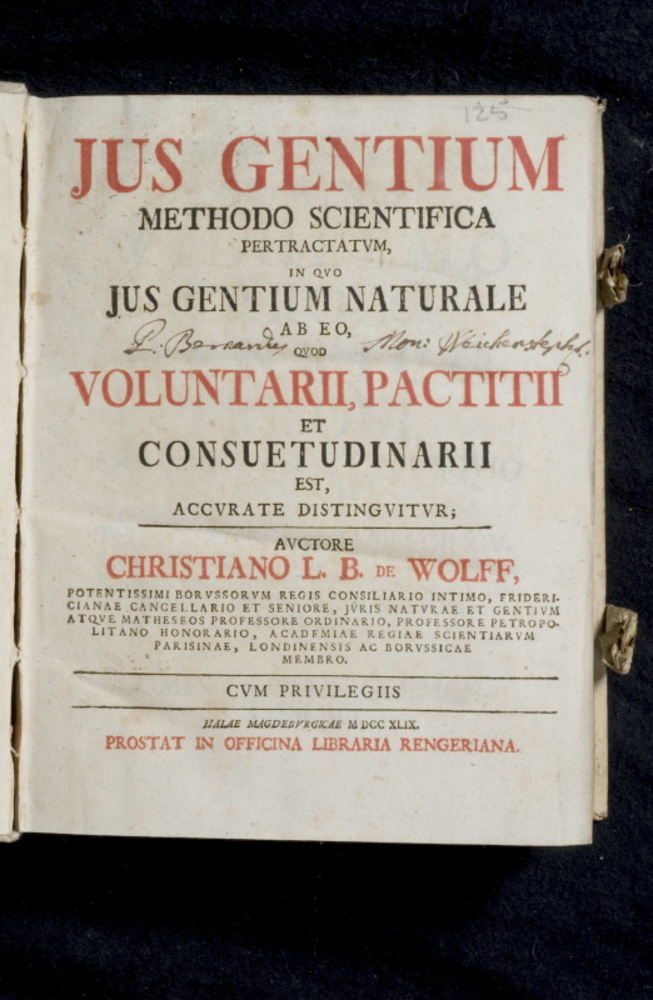 125
JUS GENTIUM
METHODO SCIENTIFICA
PERTRACTATVM,
IN QVO
JUS GENTIUM NATURALE
AB EO,
P. Bernardus Mon: Weichensteph.
QVOD
VOLUNTARII, PACTITII
ET
CONSUETUDINARII
EST,
ACCVRATE DISTINGVITVR;
AVCTORE
CHRISTIANO L. B. DE WOLFF,
POTENTISSIMI BORVSSORVM REGIS CONSILIARIO INTIMO, FRIDERI-
CIANAE CANCELLARIO ET SENIORE, JVRIS NATVRAE ET GENTIVM
ATQVE MATHESEOS PROFESSORE ORDINARIO, PROFESSORE PETROPO-
LITANO HONORARIO, ACADEMIAE REGIAE SCIENTIARVM
PARISINAE, LONDINENSIS AC BORVSSICAE
MEMBRO.
CVM PRIVILEGIIS
HALAE MAGDEBVRGICAE M DCC XLIX.
PROSTAT IN OFFICINA LIBRARIA RENGERIANA.